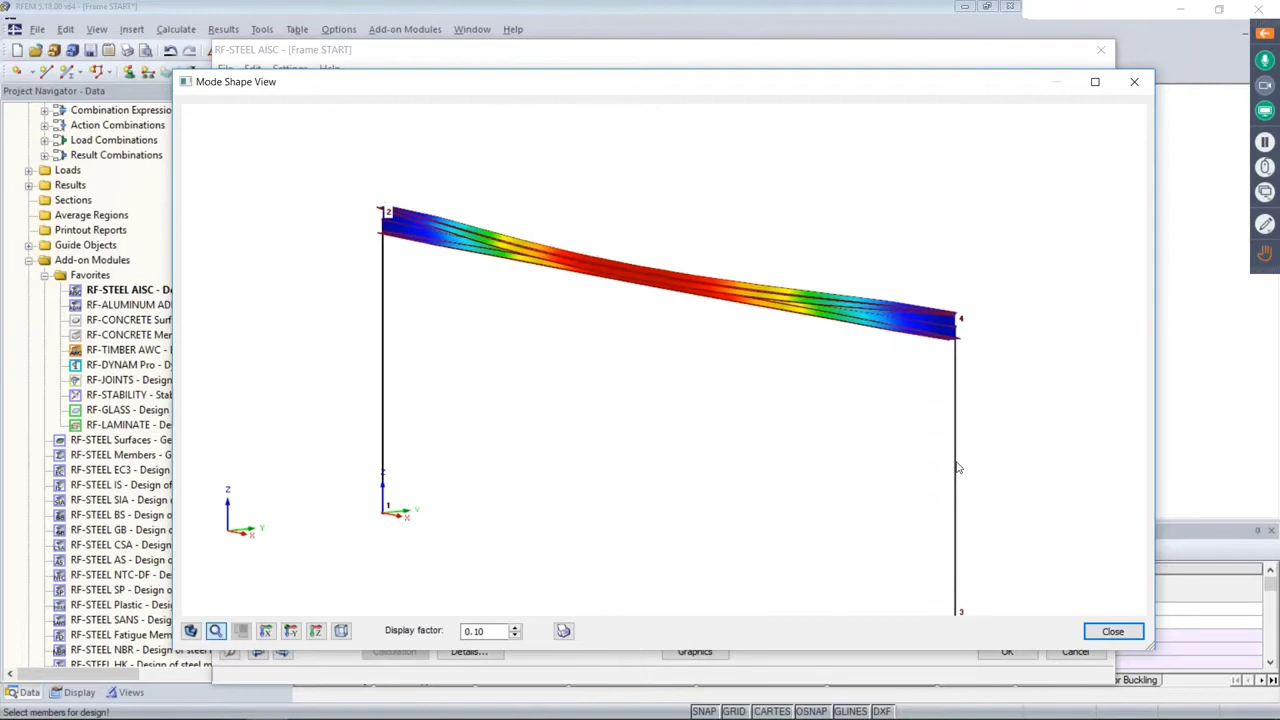 RFEM 5.18.00 x64 - [Frame START*]
File Edit View Insert Calculate Results Tools Table Options Add-on Modules Window Help
RF-STEEL AISC - [Frame START]
Project Navigator - Data
Mode Shape View
Combination Expressio
Action Combinations
Load Combinations
Result Combinations
Loads
Results
Sections
Average Regions
Printout Reports
Guide Objects
Add-on Modules
Favorites
RF-STEEL AISC - De
RF-ALUMINUM AD
RF-CONCRETE Surf
RF-CONCRETE Mem
RF-TIMBER AWC - D
RF-DYNAM Pro - Dy
RF-JOINTS - Design
RF-STABILITY - Stab
RF-GLASS - Design
RF-LAMINATE - De
RF-STEEL Surfaces - Ge
RF-STEEL Members - G
RF-STEEL EC3 - Design
RF-STEEL IS - Design o
RF-STEEL SIA - Design
RF-STEEL BS - Design o
RF-STEEL GB - Design
RF-STEEL CSA - Design
RF-STEEL AS - Design o
RF-STEEL NTC-DF - De
RF-STEEL SP - Design o
RF-STEEL Plastic - Desi
RF-STEEL SANS - Desig
RF-STEEL Fatigue Mem
RF-STEEL NBR - Design of steel m
RF-STEEL HK - Design of steel m
2
4
1
3
Z
Y
X
Z
Y
X
Display factor: 0.10
Close
Calculation Details... Graphics OK Cancel
Data Display Views
or Buckling
Select members for design!
SNAP GRID CARTES OSNAP GLINES DXF